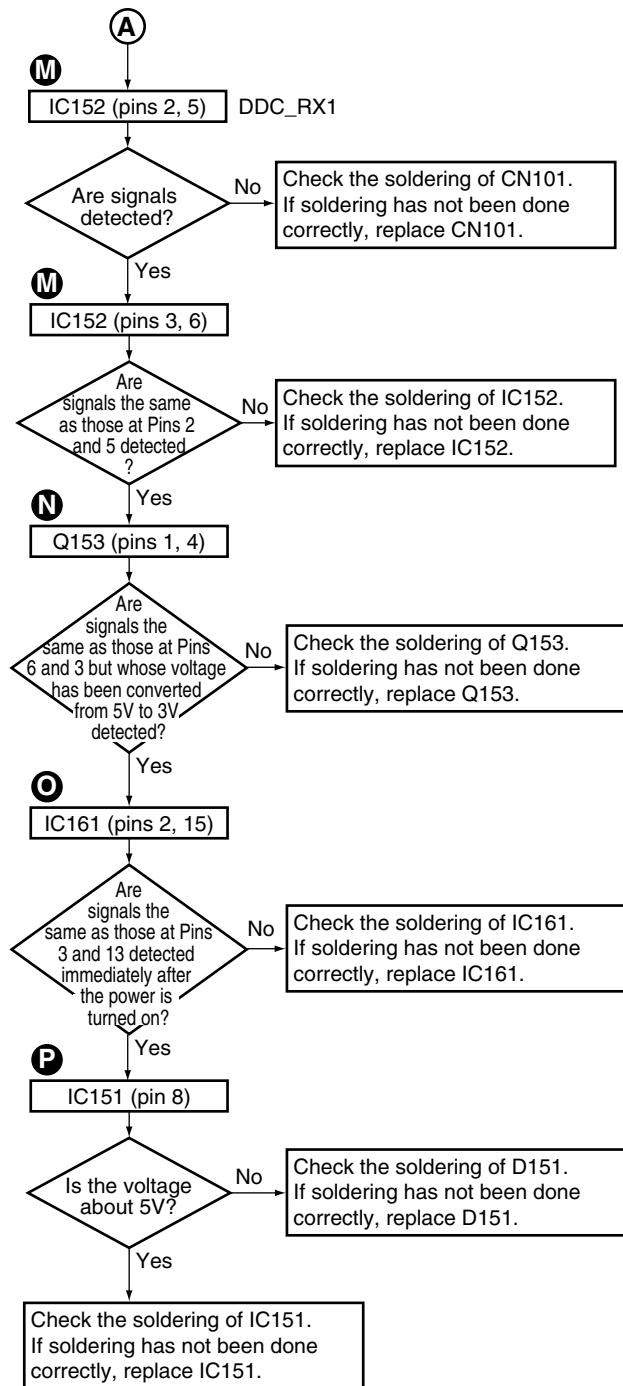 A
M
IC152 (pins 2, 5) DDC_RX1
Are signals
detected?
No
Check the soldering of CN101.
If soldering has not been done
correctly, replace CN101.
Yes
M
IC152 (pins 3, 6)
Are
signals the same
as those at Pins 2
and 5 detected
?
No
Check the soldering of IC152.
If soldering has not been done
correctly, replace IC152.
Yes
N
Q153 (pins 1, 4)
Are
signals the
same as those at Pins
6 and 3 but whose voltage
has been converted
from 5V to 3V
detected?
No
Check the soldering of Q153.
If soldering has not been done
correctly, replace Q153.
Yes
O
IC161 (pins 2, 15)
Are
signals the
same as those at Pins
3 and 13 detected
immediately after
the power is
turned on?
No
Check the soldering of IC161.
If soldering has not been done
correctly, replace IC161.
Yes
P
IC151 (pin 8)
Is the voltage
about 5V?
No
Check the soldering of D151.
If soldering has not been done
correctly, replace D151.
Yes
Check the soldering of IC151.
If soldering has not been done
correctly, replace IC151.